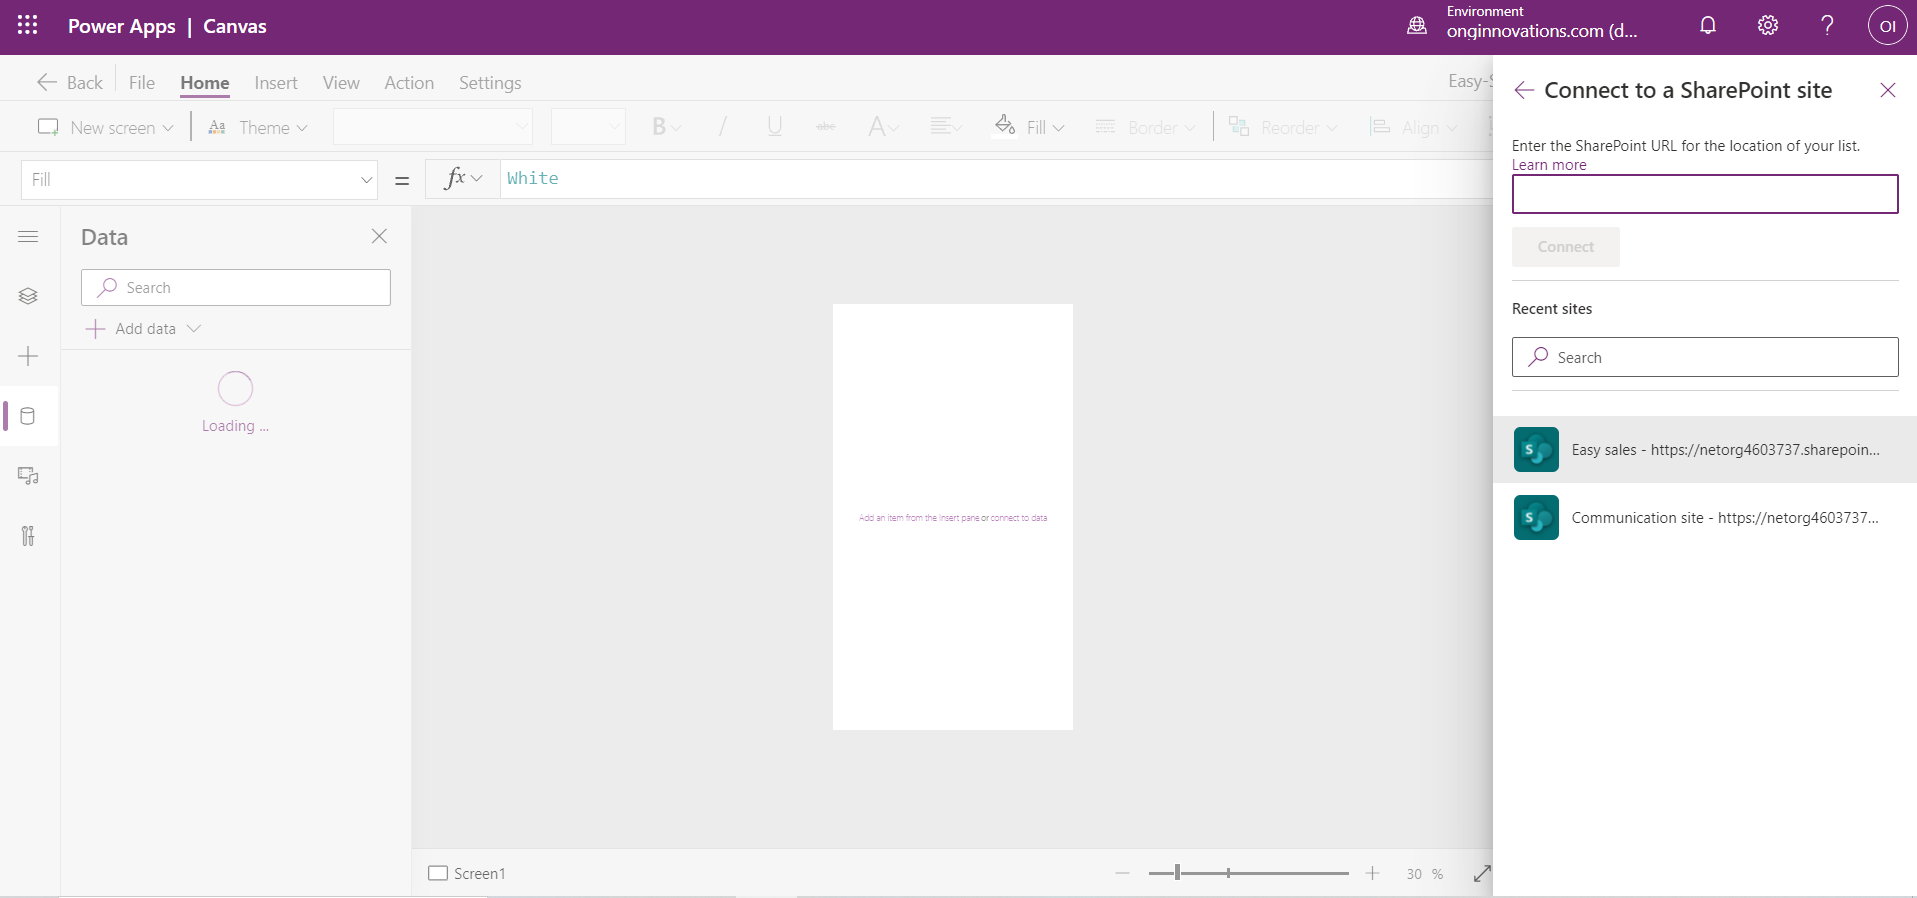 Power Apps | Canvas
Environment
onginnovations.com (d...
OI
Back File Home Insert View Action Settings
Easy-S
New screen Aa Theme B / U abc A Fill Border Reorder Align
Fill = fx White
Data
Search
Add data
Loading ...
Add an item from the insert pane or connect to data
Screen1
30 %
Connect to a SharePoint site
Enter the SharePoint URL for the location of your list.
Learn more
Connect
Recent sites
Search
S Easy sales - https://netorg4603737.sharepoin...
S Communication site - https://netorg4603737...